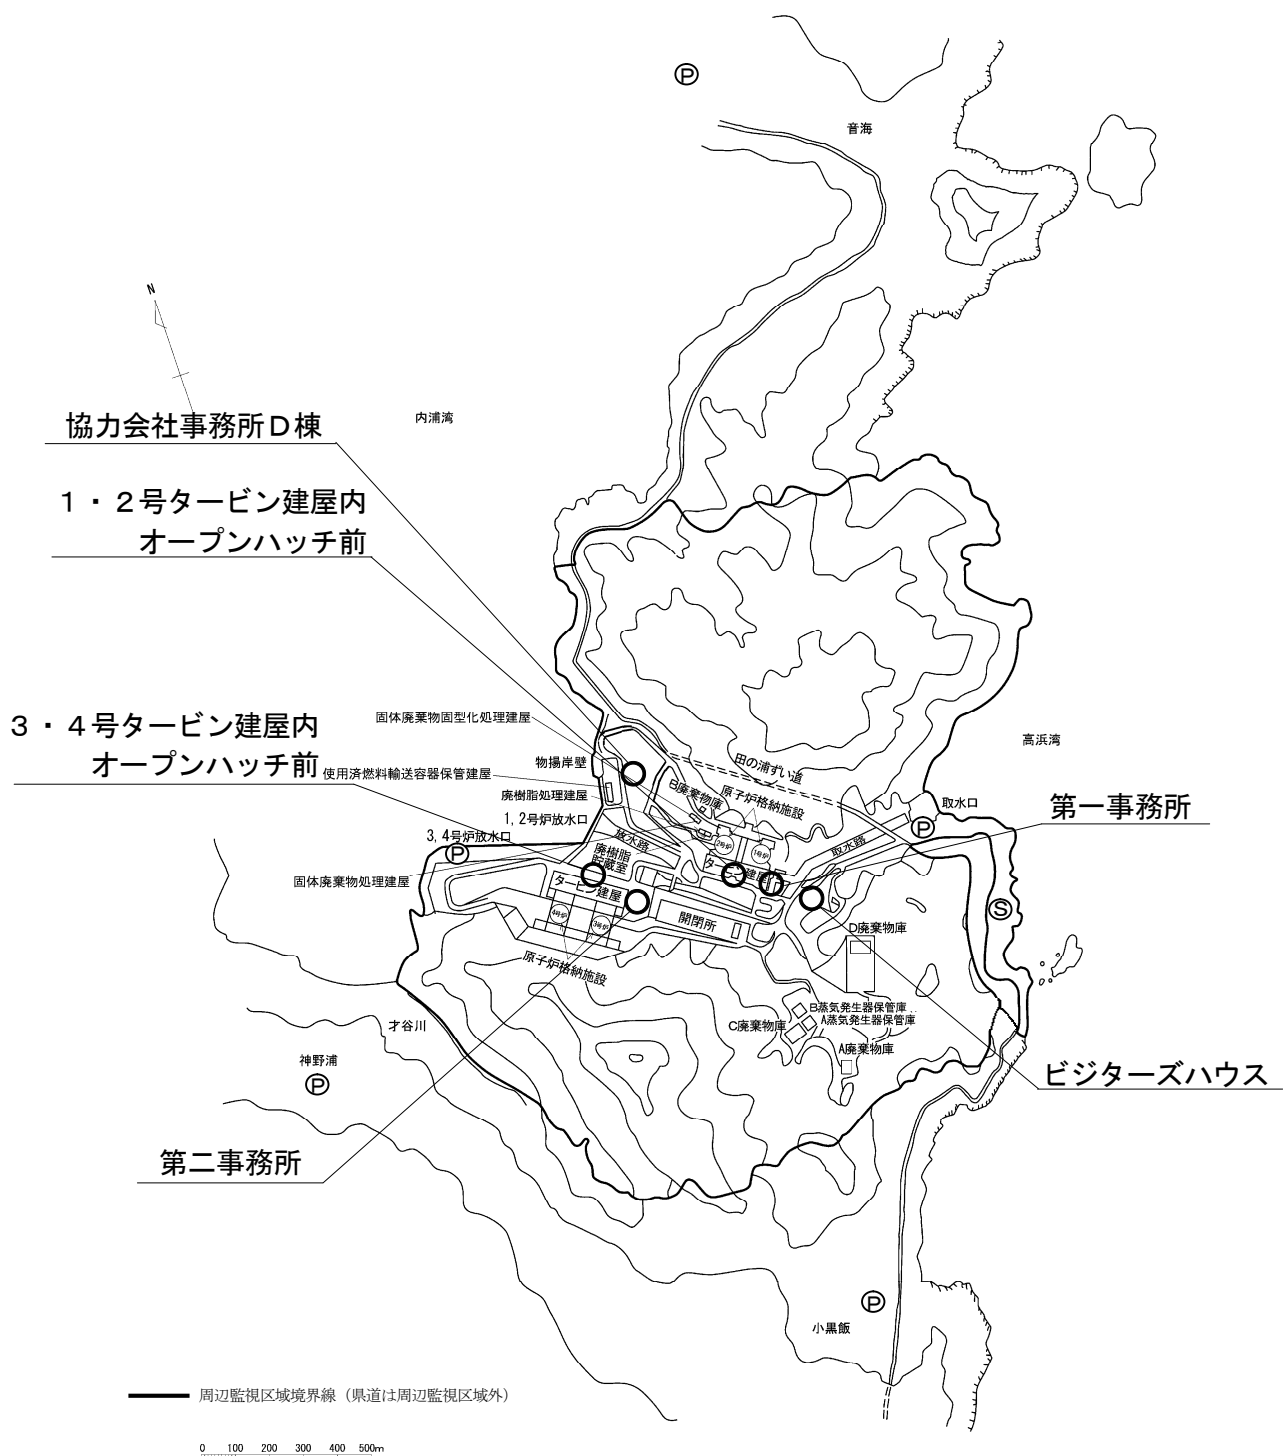 P
音海
N
内浦湾
協力会社事務所D棟
1・2号タービン建屋内
オープンハッチ前
3・4号タービン建屋内
オープンハッチ前
固体廃棄物固型化処理建屋
高浜湾
物揚岸壁
田の浦ずい道
使用済燃料輸送容器保管建屋
B廃棄物庫
原子炉格納施設
廃樹脂処理建屋
取水口
第一事務所
1,2号炉放水口
P
3,4号炉放水口
放水路
取水路
2号炉
1号炉
P
廃樹脂
貯蔵室
タービン建屋
固体廃棄物処理建屋
タービン建屋
開閉所
S
4号炉
3号炉
D廃棄物庫
原子炉格納施設
B蒸気発生器保管庫
A蒸気発生器保管庫
C廃棄物庫
才谷川
A廃棄物庫
神野浦
P
ビジターズハウス
第二事務所
P
小黒飯
周辺監視区域境界線（県道は周辺監視区域外）
0 100 200 300 400 500m